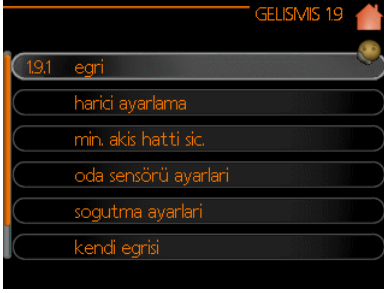 GELISMIS 1.9
1.9.1 egri
harici ayarlama
min. akis hatti sic.
oda sensörü ayarlari
sogutma ayarlari
kendi egrisi